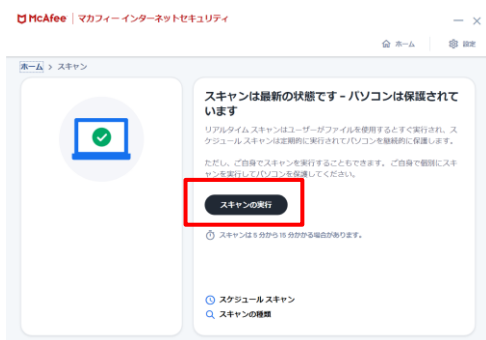 McAfee | マカフィー インターネットセキュリティ
ホーム 設定
ホーム > スキャン
スキャンは最新の状態です – パソコンは保護されて
います
リアルタイム スキャンはユーザーがファイルを使用するとすぐ実行され、ス
ケジュール スキャンは定期的に実行されてパソコンを継続的に保護します。
ただし、ご自身でスキャンを実行することもできます。ご自身で個別にスキ
ャンを実行してパソコンを保護してください。
スキャンの実行
スキャンは 5 分から 15 分かかる場合があります。
スケジュール スキャン
スキャンの種類